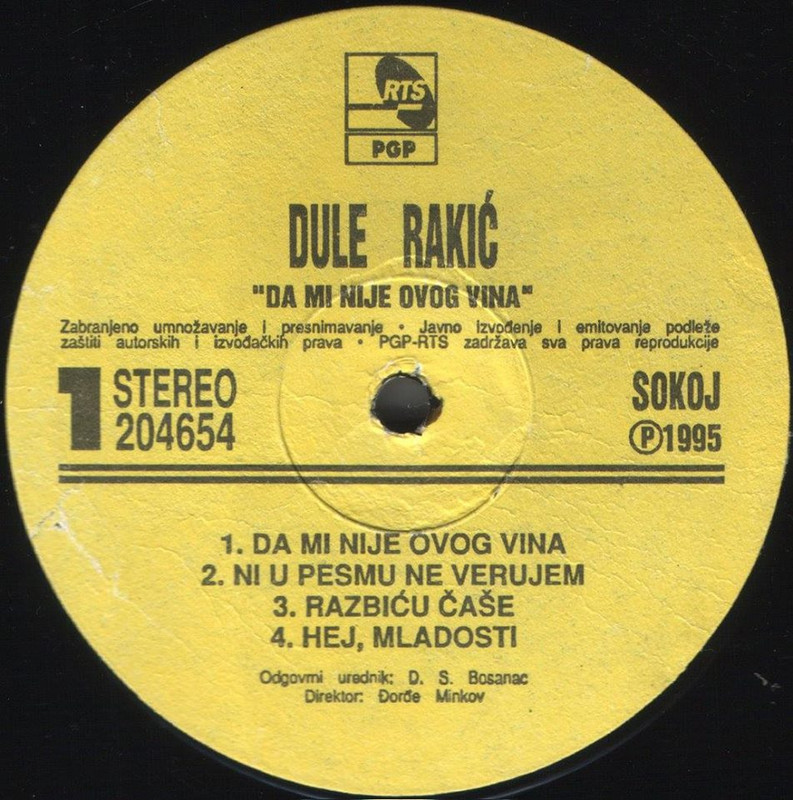 RTS
PGP
DULE RAKIĆ
"DA MI NIJE OVOG VINA"
Zabranjeno umnožavanje i presnimavanje • Javno izvođenje i emitovanje podleže
zaštiti autorskih i izvođačkih prava • PGP-RTS zadržava sva prava reprodukcije
1 STEREO SOKOJ
204654 Ⓟ1995
1. DA MI NIJE OVOG VINA
2. NI U PESMU NE VERUJEM
3. RAZBIĆU ČAŠE
4. HEJ, MLADOSTI
Odgovrni urednik: D. S. Bosanac
Direktor: Đorđe Minkov